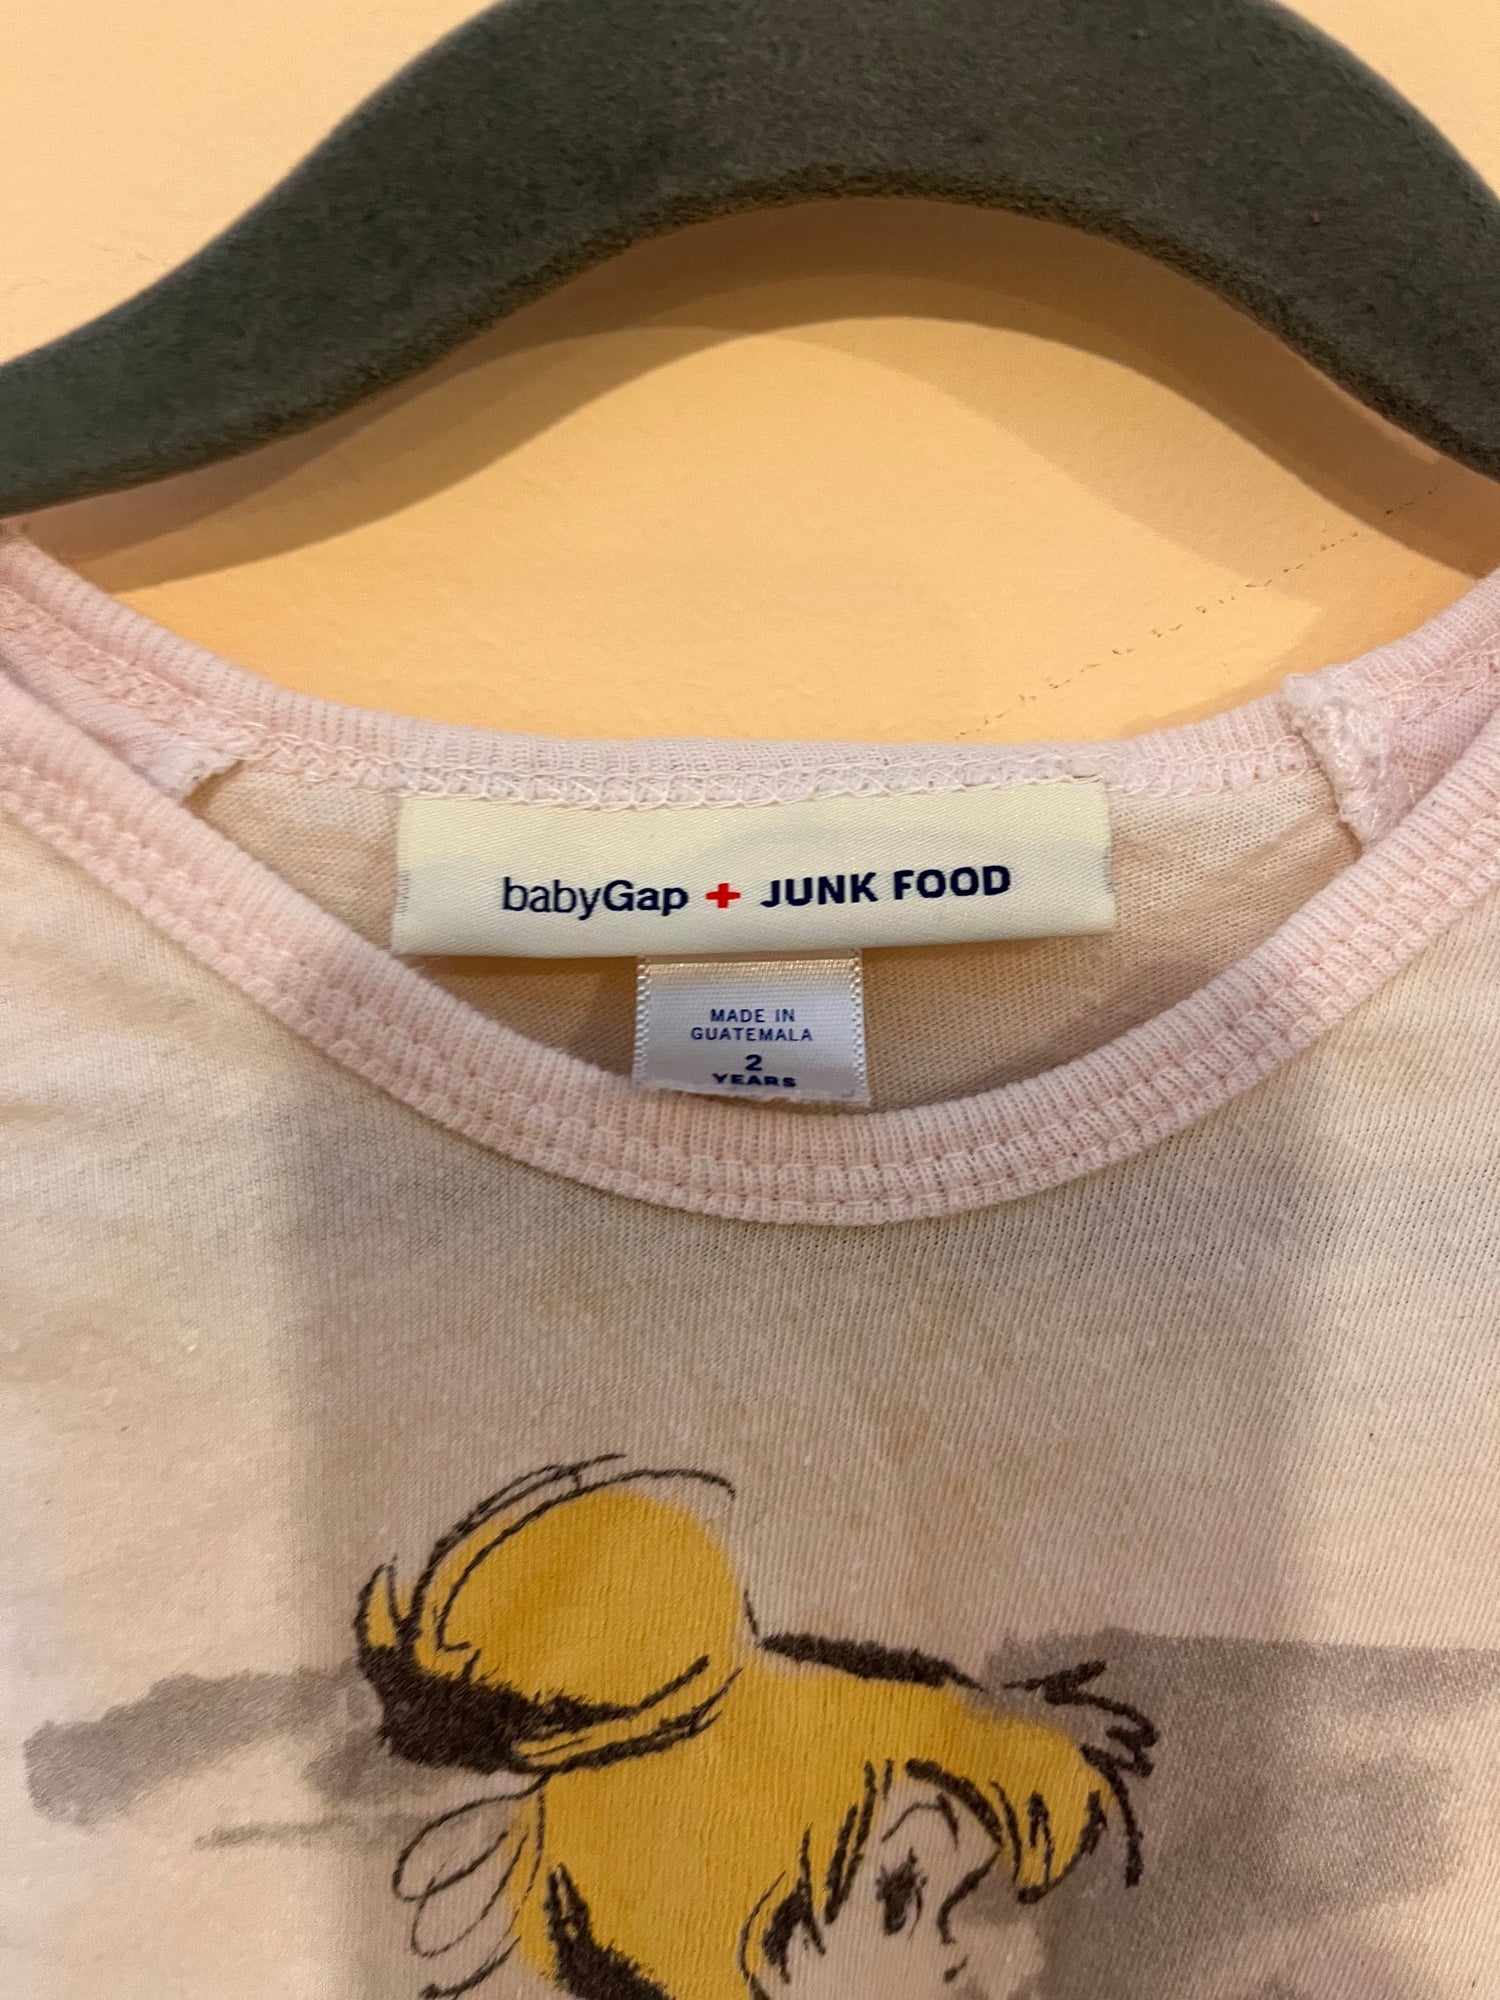 babyGap + JUNK FOOD
MADE IN
GUATEMALA
2
YEARS